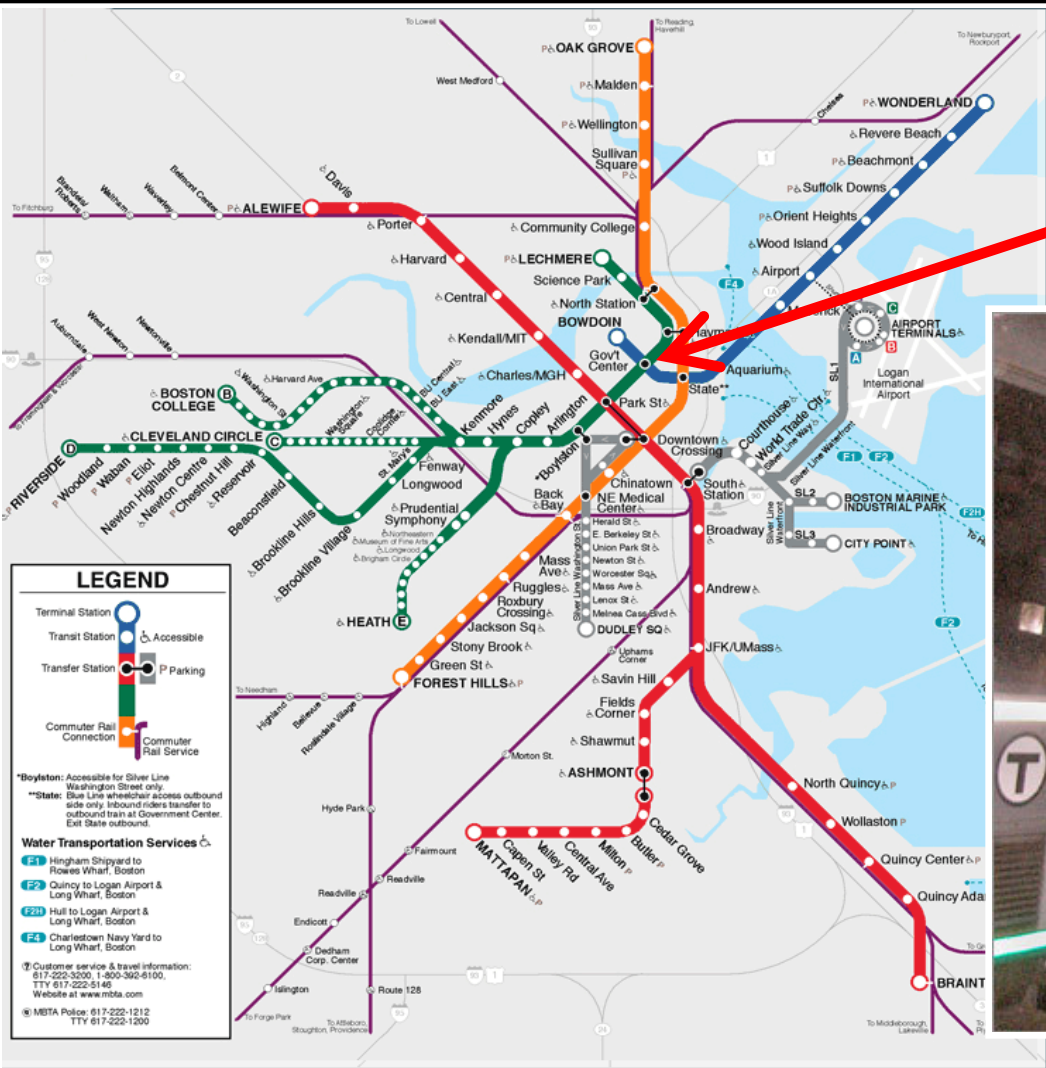 To Lowell
To Reading,
Haverhill
To Newburyport,
Rockport
P OAK GROVE
West Medford
P Malden
P Wellington
Sullivan
Square
P
Chelsea
P WONDERLAND
Revere Beach
P Beachmont
P Suffolk Downs
P Orient Heights
Wood Island
Airport
Brandeis/
Roberts
Waltham
Waverley
Belmont Center
To Fitchburg
P ALEWIFE
Davis
Porter
Harvard
Central
Kendall/MIT
Charles/MGH
Community College
P LECHMERE
Science Park
North Station
BOWDOIN
Gov't
Center
F4
1A
C
AIRPORT
TERMINALS
B
A
Logan
International
Airport
SL1
Aquarium
State**
Park St
Downtown
Crossing
Auburndale
West Newton
Newtonville
To Framingham & Worcester
BOSTON
COLLEGE
B
Washington St
Harvard Ave
Washington
Square
Coolidge
Corner
BU Central
BU East
St. Mary's
CLEVELAND CIRCLE
C
Kenmore
Hynes
Copley
Arlington
*Boylston
RIVERSIDE
P
D
P Woodland
P Waban
P Eliot
Newton Highlands
Newton Centre
P Chestnut Hill
Reservoir
Beaconsfield
Brookline Hills
Brookline Village
Longwood
Fenway
Prudential
Symphony
Northeastern
Museum of Fine Arts
Longwood
Brigham Circle
HEATH
E
Back
Bay
Chinatown
NE Medical
Center
South
Station
Courthouse
World Trade Ctr.
Silver Line Way
Silver Line Waterfront
Silver Line
Waterfront
F1
F2
SL2
BOSTON MARINE
INDUSTRIAL PARK
SL3
CITY POINT
F2H
F2
Silver Line Washington St
Herald St
E. Berkeley St
Union Park St
Newton St
Worcester Sq
Mass Ave
Lenox St
Melnea Cass Blvd
DUDLEY SQ
Mass
Ave
Ruggles
Roxbury
Crossing
Jackson Sq
Stony Brook
Green St
FOREST HILLS P
Broadway
Andrew
JFK/UMass
Savin Hill
Fields
Corner
Shawmut
ASHMONT
Cedar Grove
Butler P
Milton P
Central Ave
Valley Rd
Capen St
MATTAPAN P
North Quincy P
Wollaston P
Quincy Center P
Quincy Ada
BRAINT
Uphams
Corner
Morton St.
Fairmount
Readville
Readville
Hyde Park
Endicott
Dedham
Corp. Center
Islington
Route 128
To Forge Park
To Attleboro,
Stoughton, Providence
To Middleborough,
Lakeville
To Needham
Highland
Bellevue
Roslindale Village
T
LEGEND
Terminal Station
Transit Station
Accessible
Transfer Station
P Parking
Commuter Rail
Connection
Commuter
Rail Service
*Boylston: Accessible for Silver Line
Washington Street only.
**State: Blue Line wheelchair access outbound
side only. Inbound riders transfer to
outbound train at Government Center.
Exit State outbound.
Water Transportation Services
F1 Hingham Shipyard to
Rowes Wharf, Boston
F2 Quincy to Logan Airport &
Long Wharf, Boston
F2H Hull to Logan Airport &
Long Wharf, Boston
F4 Charlestown Navy Yard to
Long Wharf, Boston
Customer service & travel information:
617-222-3200, 1-800-392-6100,
TTY 617-222-5146
Website at www.mbta.com
MBTA Police: 617-222-1212
TTY 617-222-1200